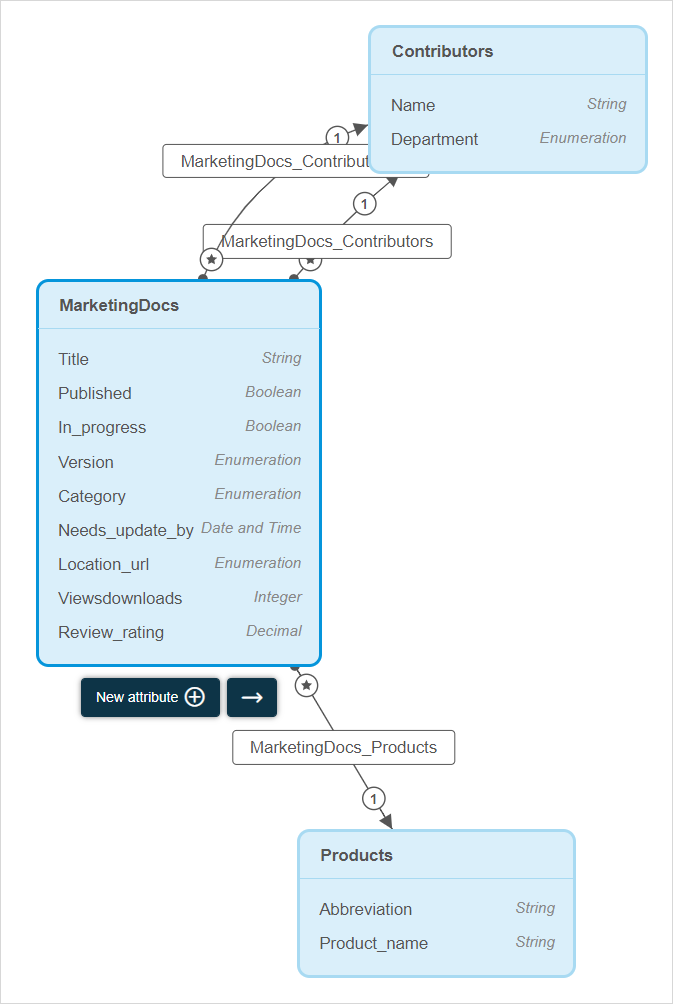 Contributors
Name String
Department Enumeration
1
MarketingDocs_Contribut
1
MarketingDocs_Contributors
MarketingDocs
Title String
Published Boolean
In_progress Boolean
Version Enumeration
Category Enumeration
Needs_update_by Date and Time
Location_url Enumeration
Viewsdownloads Integer
Review_rating Decimal
New attribute
MarketingDocs_Products
1
Products
Abbreviation String
Product_name String